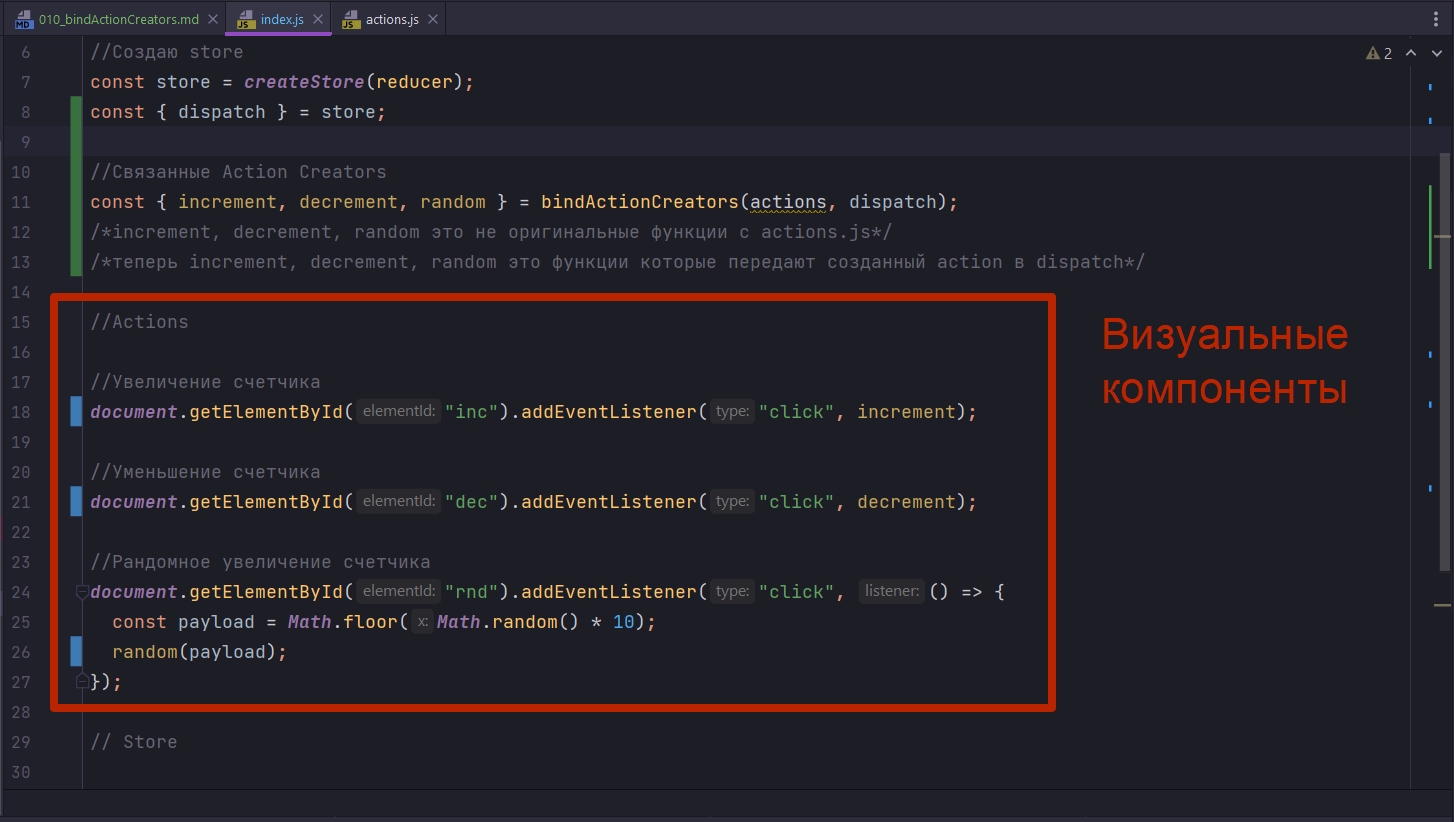 010_bindActionCreators.md index.js actions.js
6 //Создаю store
2
7 const store = createStore(reducer);
8 const { dispatch } = store;
9
10 //Связанные Action Creators
11 const { increment, decrement, random } = bindActionCreators(actions, dispatch);
12 /*increment, decrement, random это не оригинальные функции с actions.js*/
13 /*теперь increment, decrement, random это функции которые передают созданный action в dispatch*/
14
15 //Actions
16
17 //Увеличение счетчика
18 document.getElementById( elementId: "inc").addEventListener( type: "click", increment);
19
20 //Уменьшение счетчика
21 document.getElementById( elementId: "dec").addEventListener( type: "click", decrement);
22
23 //Рандомное увеличение счетчика
24 document.getElementById( elementId: "rnd").addEventListener( type: "click", listener: () => {
25 const payload = Math.floor( x: Math.random() * 10);
26 random(payload);
27 });
28
29 // Store
30
Визуальные
компоненты